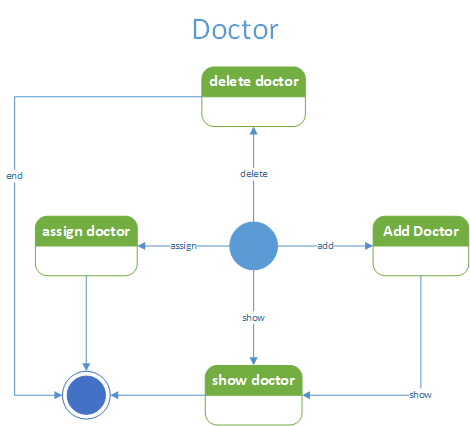 Doctor
delete doctor
end
delete
assign doctor
assign
add
Add Doctor
show
show doctor
show